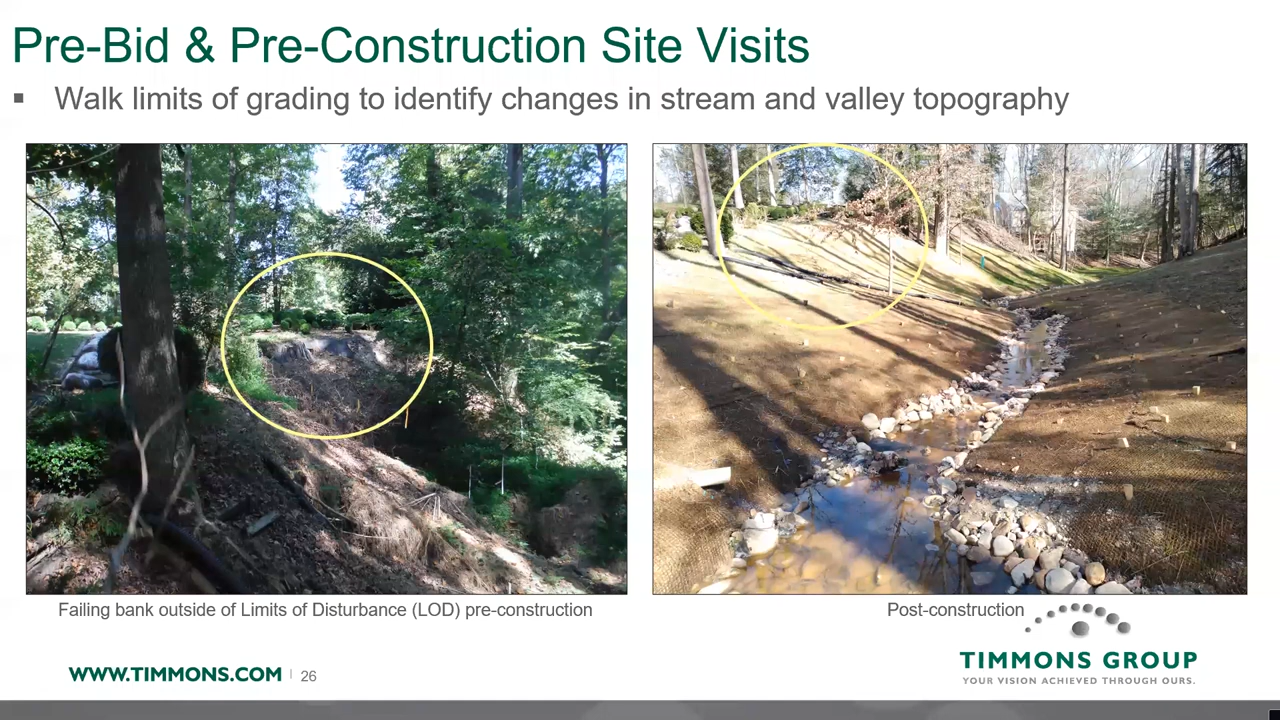 Pre-Bid & Pre-Construction Site Visits
▪ Walk limits of grading to identify changes in stream and valley topography
Failing bank outside of Limits of Disturbance (LOD) pre-construction
Post-construction
WWW.TIMMONS.COM | 26
TIMMONS GROUP
YOUR VISION ACHIEVED THROUGH OURS.